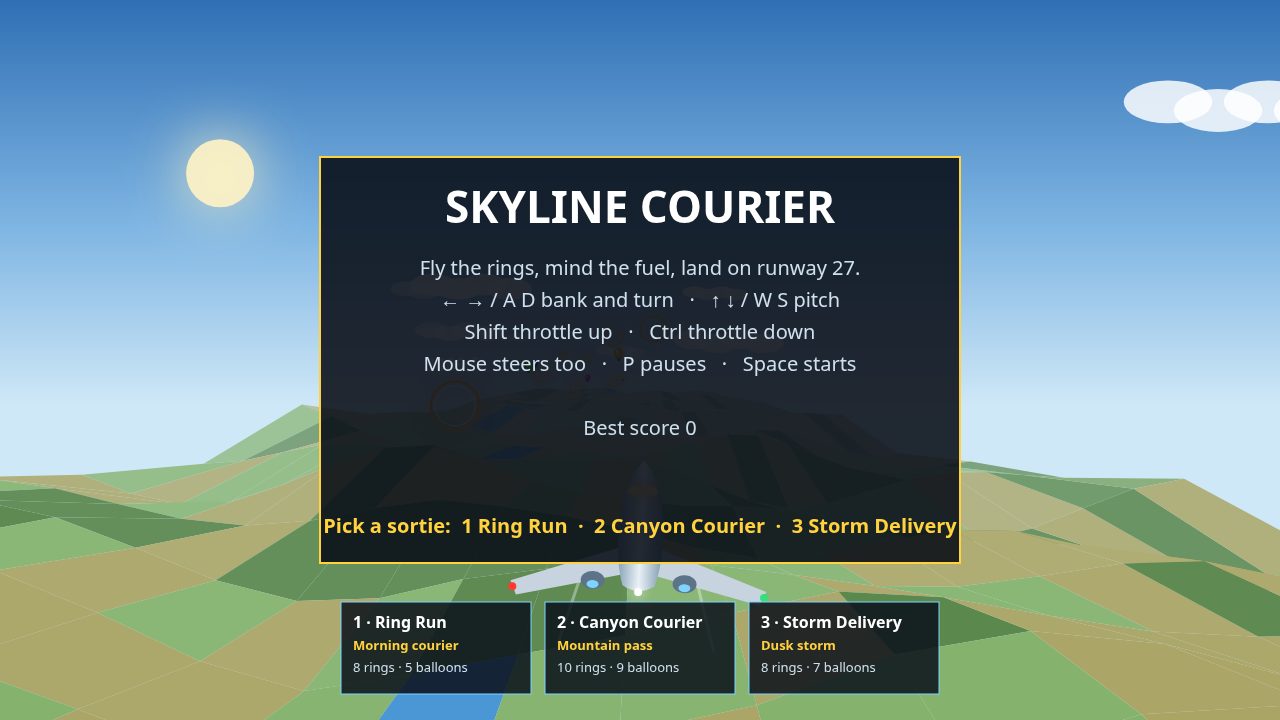 SKYLINE COURIER
Fly the rings, mind the fuel, land on runway 27.
← → / A D bank and turn · ↑ ↓ / W S pitch
Shift throttle up · Ctrl throttle down
Mouse steers too · P pauses · Space starts
Best score 0
Pick a sortie: 1 Ring Run · 2 Canyon Courier · 3 Storm Delivery
1 · Ring Run
Morning courier
8 rings · 5 balloons
2 · Canyon Courier
Mountain pass
10 rings · 9 balloons
3 · Storm Delivery
Dusk storm
8 rings · 7 balloons